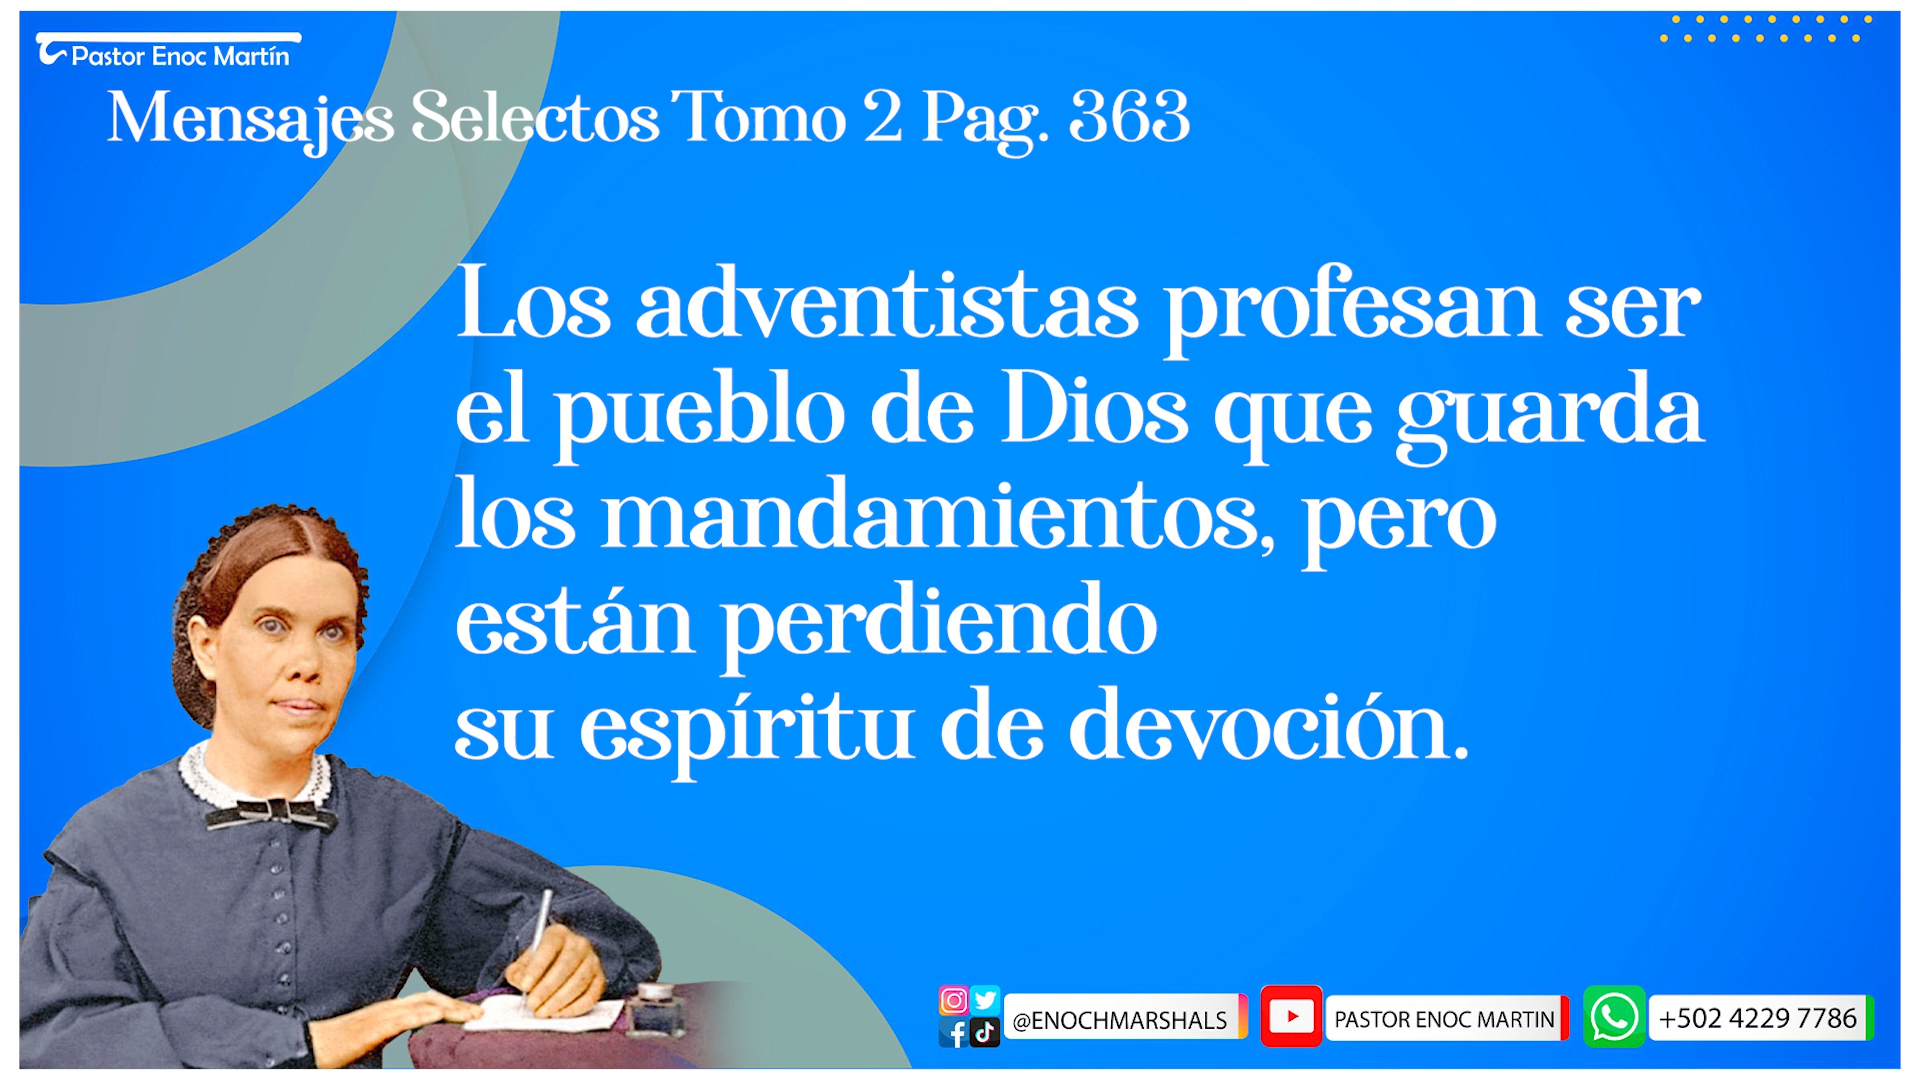 Pastor Enoc Martín
Mensajes Selectos Tomo 2 Pag. 363
Los adventistas profesan ser
el pueblo de Dios que guarda
los mandamientos, pero
están perdiendo
su espíritu de devoción.
@ENOCHMARSHALS
PASTOR ENOC MARTIN
+502 4229 7786